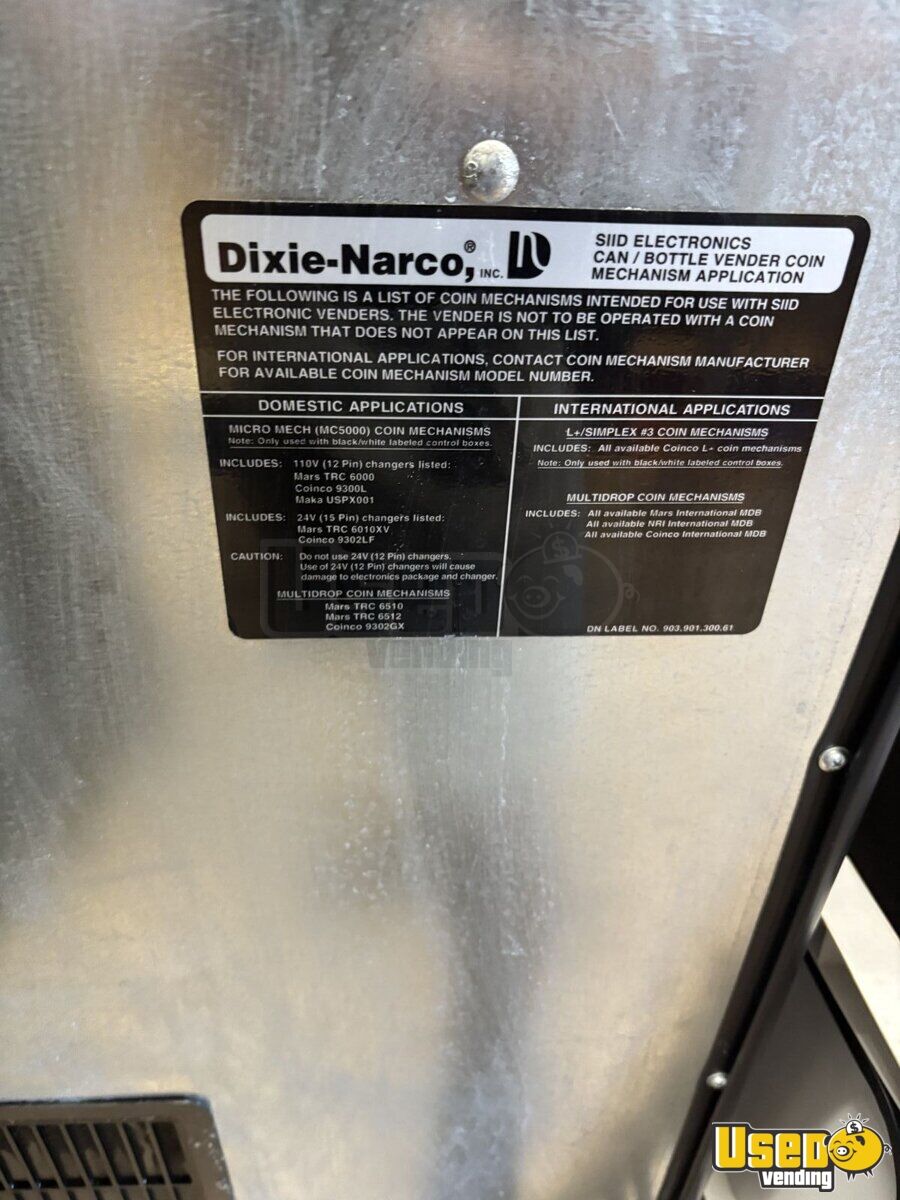 Dixie-Narco,® INC.
SIID ELECTRONICS
CAN / BOTTLE VENDER COIN
MECHANISM APPLICATION
THE FOLLOWING IS A LIST OF COIN MECHANISMS INTENDED FOR USE WITH SIID
ELECTRONIC VENDERS. THE VENDER IS NOT TO BE OPERATED WITH A COIN
MECHANISM THAT DOES NOT APPEAR ON THIS LIST.
FOR INTERNATIONAL APPLICATIONS, CONTACT COIN MECHANISM MANUFACTURER
FOR AVAILABLE COIN MECHANISM MODEL NUMBER.
DOMESTIC APPLICATIONS
MICRO MECH (MC5000) COIN MECHANISMS
Note: Only used with black/white labeled control boxes.
INCLUDES: 110V (12 Pin) changers listed:
Mars TRC 6000
Coinco 9300L
Maka USPX001
INCLUDES: 24V (15 Pin) changers listed:
Mars TRC 6010XV
Coinco 9302LF
CAUTION: Do not use 24V (12 Pin) changers.
Use of 24V (12 Pin) changers will cause
damage to electronics package and changer.
MULTIDROP COIN MECHANISMS
Mars TRC 6510
Mars TRC 6512
Coinco 9302GX
INTERNATIONAL APPLICATIONS
L+/SIMPLEX #3 COIN MECHANISMS
INCLUDES: All available Coinco L+ coin mechanisms
Note: Only used with black/white labeled control boxes.
MULTIDROP COIN MECHANISMS
INCLUDES: All available Mars International MDB
All available NRI International MDB
All available Coinco International MDB
DN LABEL NO. 903.901.300.61
USED
vending
USED
vending